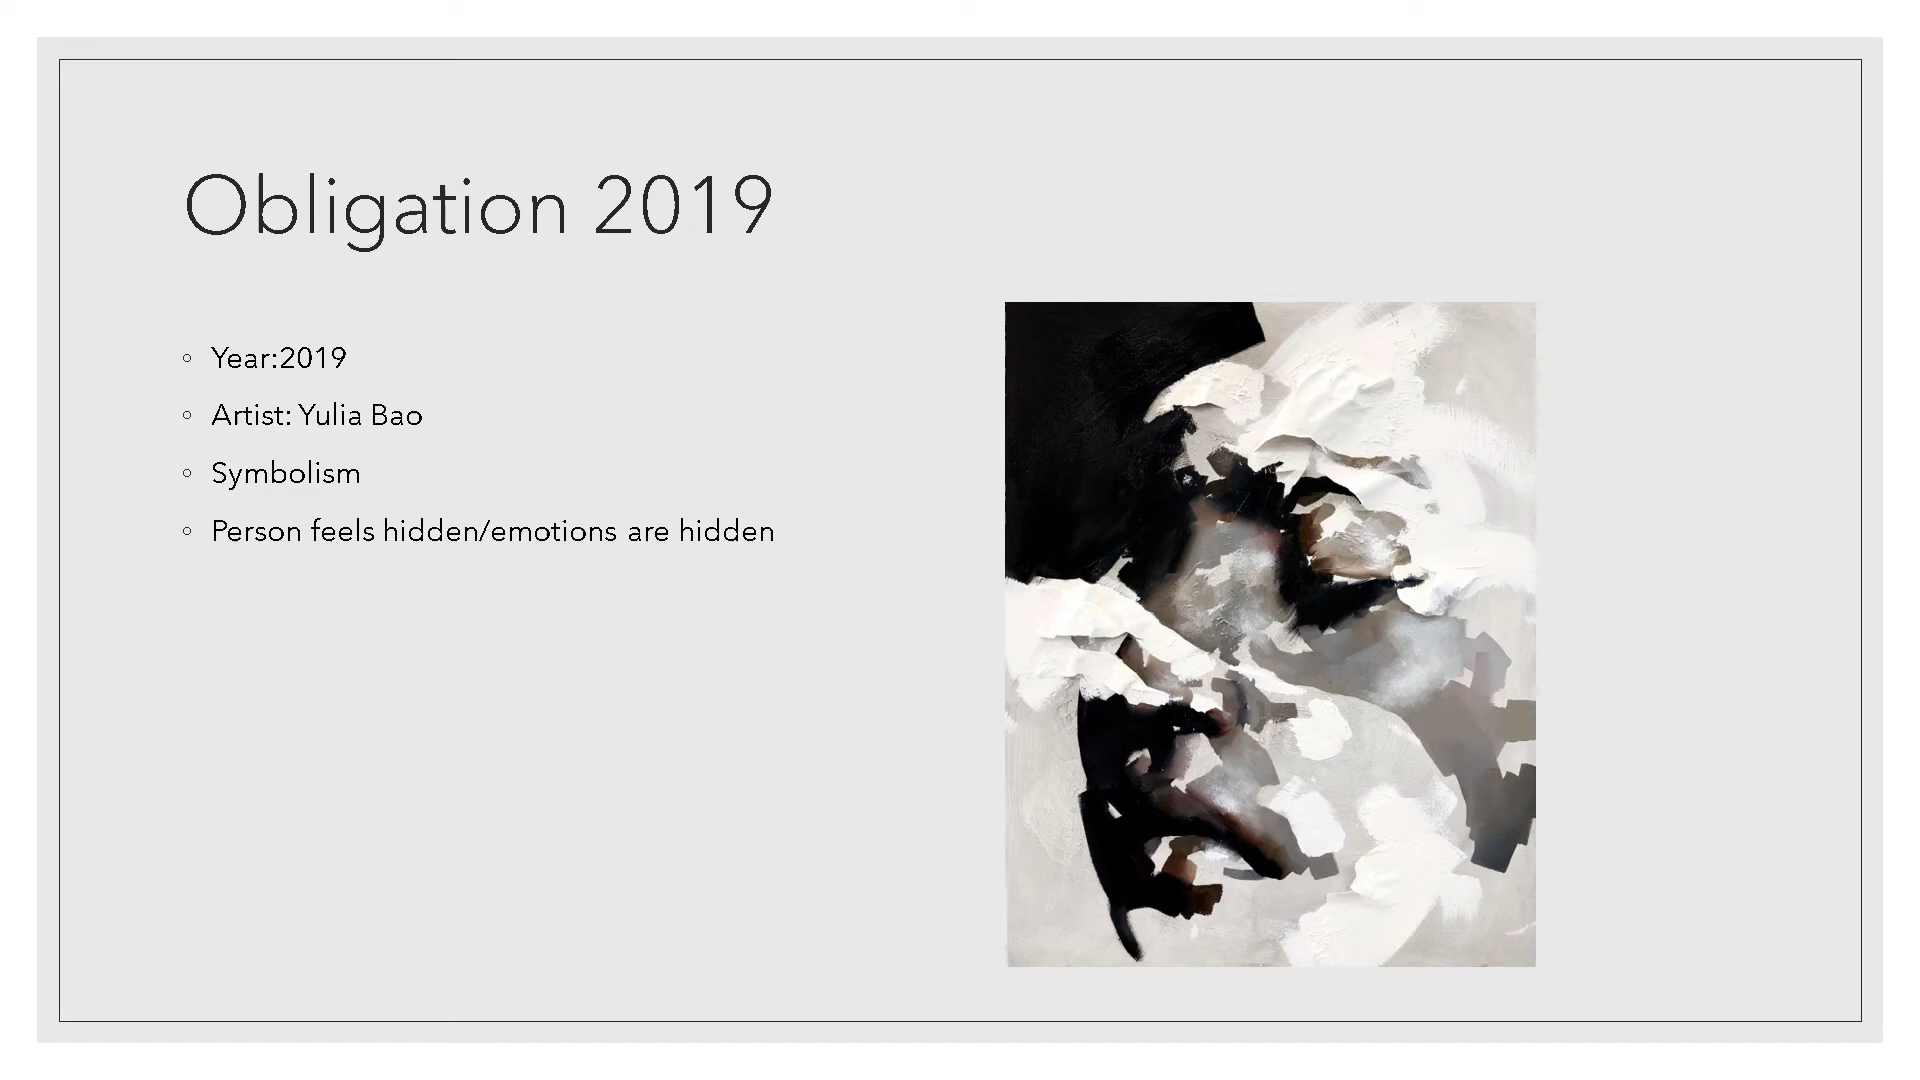 Obligation 2019
Year:2019
Artist: Yulia Bao
Symbolism
Person feels hidden/emotions are hidden